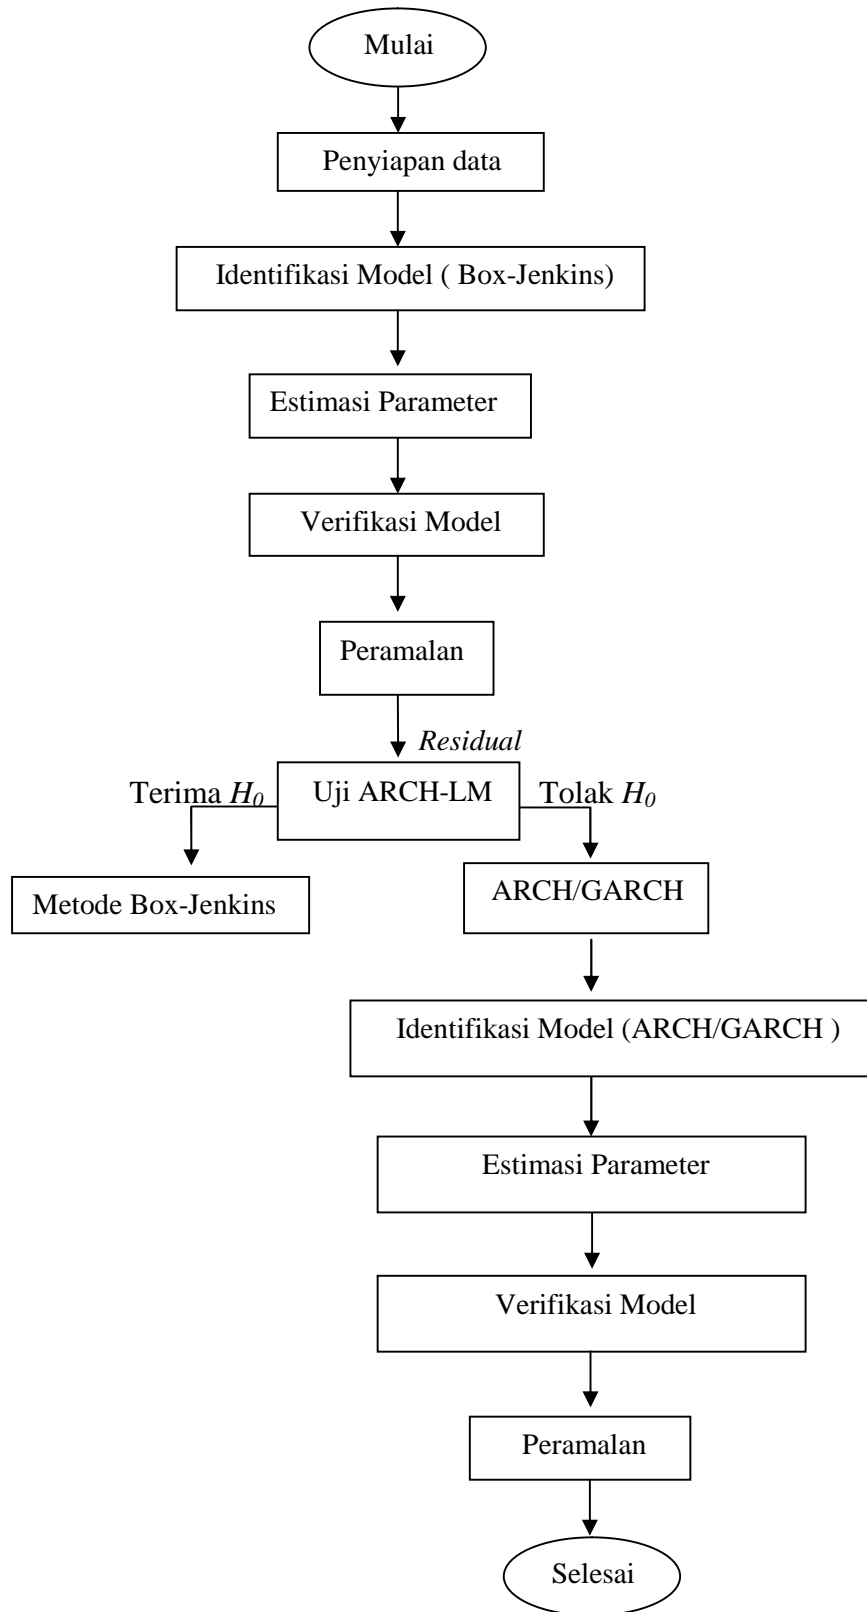 Mulai
Penyiapan data
Identifikasi Model ( Box-Jenkins)
Estimasi Parameter
Verifikasi Model
Peramalan
Residual
Terima H0
Uji ARCH-LM
Tolak H0
Metode Box-Jenkins
ARCH/GARCH
Identifikasi Model (ARCH/GARCH )
Estimasi Parameter
Verifikasi Model
Peramalan
Selesai